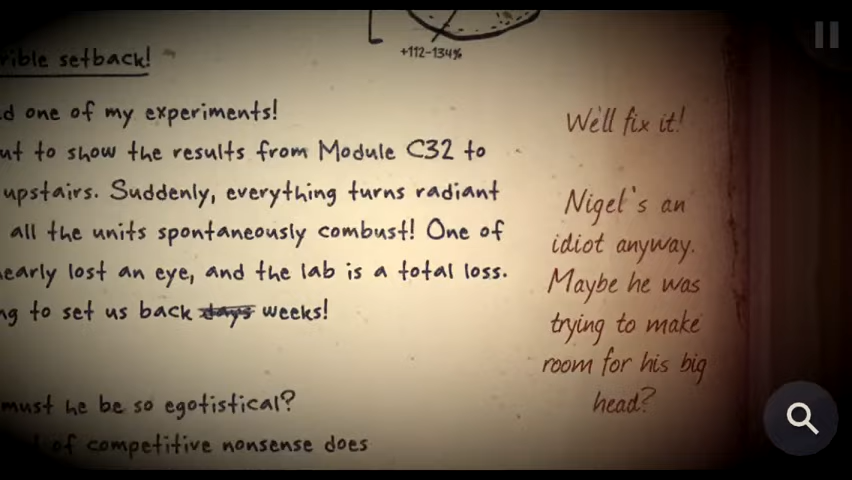 +112-134%
rible setback!
d one of my experiments!
ut to show the results from Module C32 to
upstairs. Suddenly, everything turns radiant
all the units spontaneously combust! One of
nearly lost an eye, and the lab is a total loss.
ng to set us back days weeks!
must he be so egotistical?
of competitive nonsense does
We'll fix it!
Nigel's an
idiot anyway.
Maybe he was
trying to make
room for his big
head?